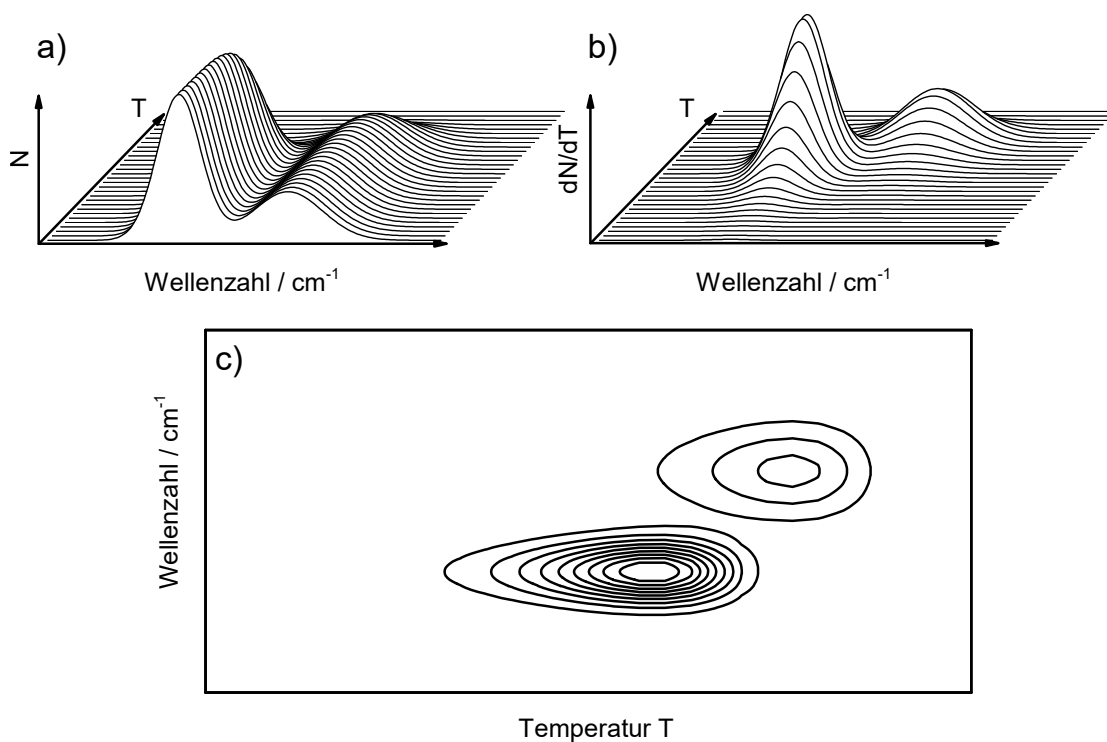 a)
T
N
Wellenzahl / cm⁻¹
b)
T
dN/dT
Wellenzahl / cm⁻¹
c)
Wellenzahl / cm⁻¹
Temperatur T